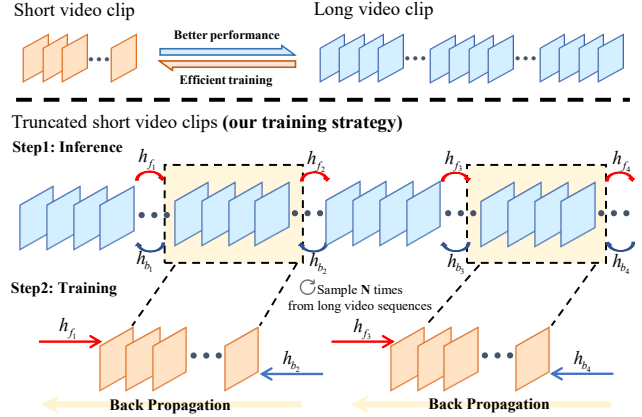 Short video clip
Long video clip
Better performance
Efficient training
Truncated short video clips (our training strategy)
Step1: Inference
h_{f_1} h_{f_2} h_{f_3} h_{f_4}
h_{b_1} h_{b_2} h_{b_3} h_{b_4}
Step2: Training
Sample N times
from long video sequences
h_{f_1} h_{f_3}
h_{b_2} h_{b_4}
Back Propagation
Back Propagation